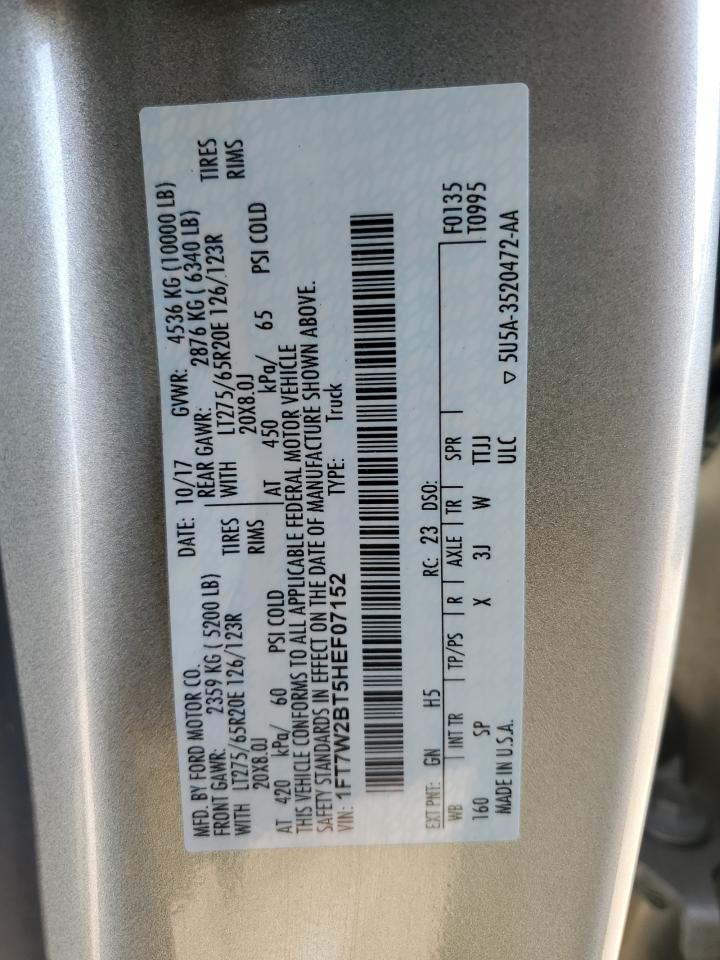 MFD. BY FORD MOTOR CO.
DATE: 10/17 GVWR: 4536 KG (10000 LB)
FRONT GAWR: 2359 KG ( 5200 LB) REAR GAWR: 2876 KG ( 6340 LB)
WITH LT275/65R20E 126/123R TIRES WITH LT275/65R20E 126/123R TIRES
20X8.0J RIMS 20X8.0J RIMS
AT 420 kPa/ 60 PSI COLD AT 450 kPa/ 65 PSI COLD
THIS VEHICLE CONFORMS TO ALL APPLICABLE FEDERAL MOTOR VEHICLE
SAFETY STANDARDS IN EFFECT ON THE DATE OF MANUFACTURE SHOWN ABOVE.
VIN: 1FT7W2BT5HEF07152 TYPE: Truck
EXT PNT: GN H5 RC: 23 DSO: F0135
WB INT TR TP/PS R AXLE TR SPR T0995
160 SP X 3J W TTJJ
MADE IN U.S.A. ULC ▽ 5U5A-3520472-AA